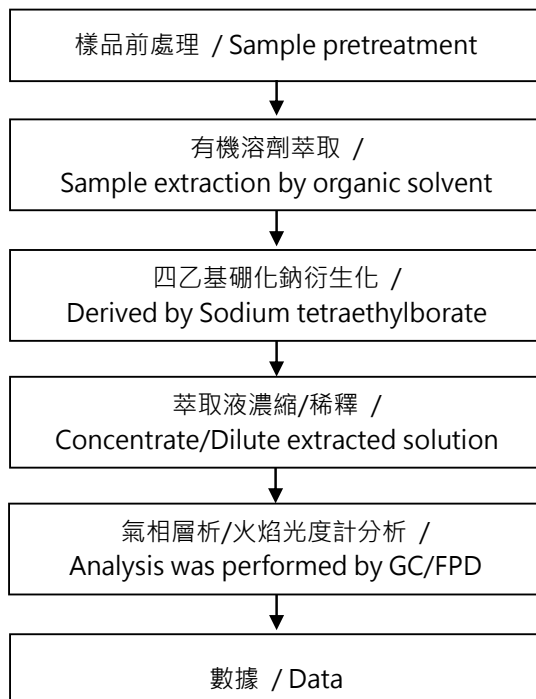 樣品前處理 / Sample pretreatment
有機溶劑萃取 /
Sample extraction by organic solvent
四乙基硼化鈉衍生化 /
Derived by Sodium tetraethylborate
萃取液濃縮/稀釋 /
Concentrate/Dilute extracted solution
氣相層析/火焰光度計分析 /
Analysis was performed by GC/FPD
數據 / Data